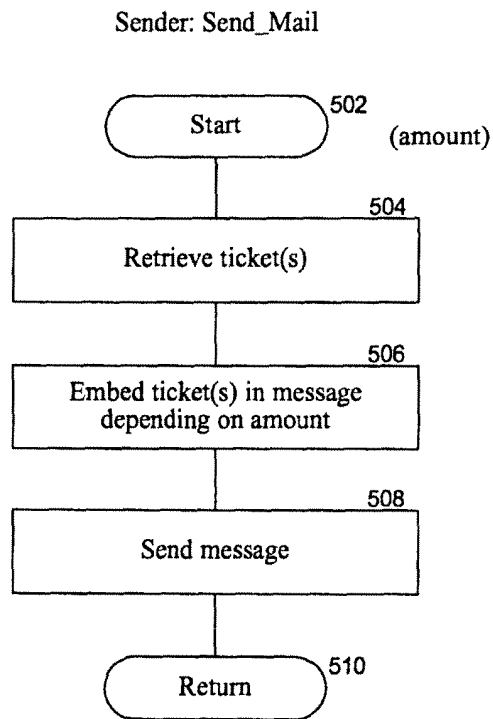 Sender: Send_Mail
502
Start
(amount)
504
Retrieve ticket(s)
506
Embed ticket(s) in message
depending on amount
508
Send message
510
Return